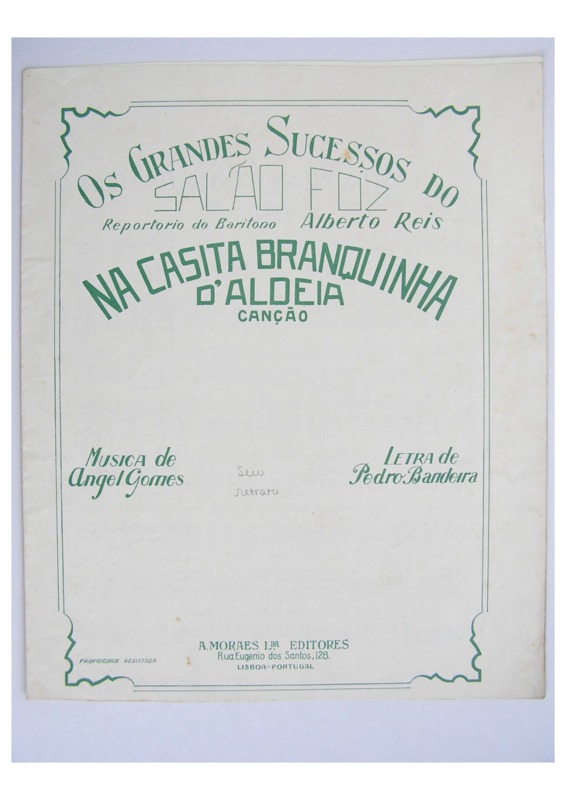 Os Grandes Sucessos do
SALÃO FOZ
Reportorio do Baritono Alberto Reis
NA CASITA BRANQUINHA
D'ALDEIA
CANÇÃO
Musica de
Angel Gomes
Sem
retrato
Letra de
Pedro Bandeira
A. MORAES LDA EDITORES
Rua Eugenio dos Santos, 128.
LISBOA-PORTUGAL
PROPRIEDADE REGISTADA